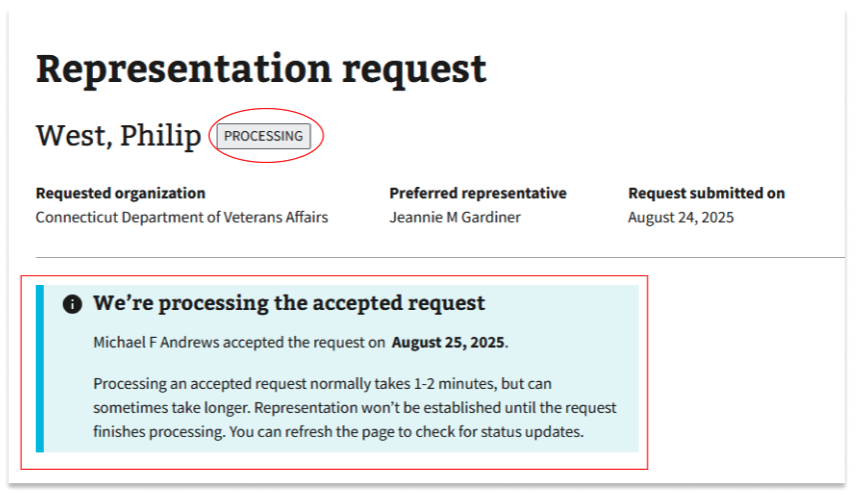 Representation request
West, Philip PROCESSING
Requested organization Preferred representative Request submitted on
Connecticut Department of Veterans Affairs Jeannie M Gardiner August 24, 2025
We’re processing the accepted request
Michael F Andrews accepted the request on August 25, 2025.
Processing an accepted request normally takes 1-2 minutes, but can
sometimes take longer. Representation won’t be established until the request
finishes processing. You can refresh the page to check for status updates.